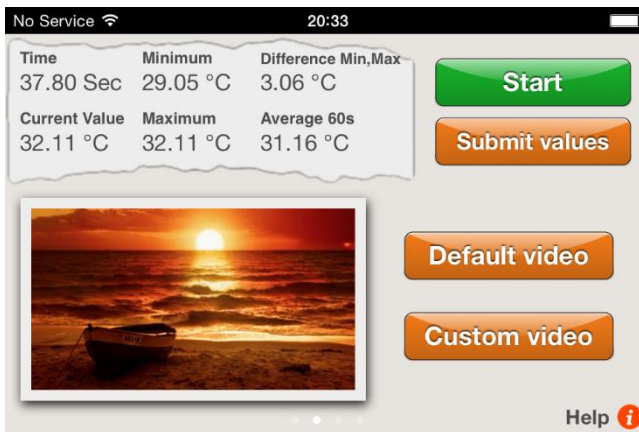 No Service 20:33
Time Minimum Difference Min,Max
37.80 Sec 29.05 °C 3.06 °C
Current Value Maximum Average 60s
32.11 °C 32.11 °C 31.16 °C
Start
Submit values
Default video
Custom video
Help i